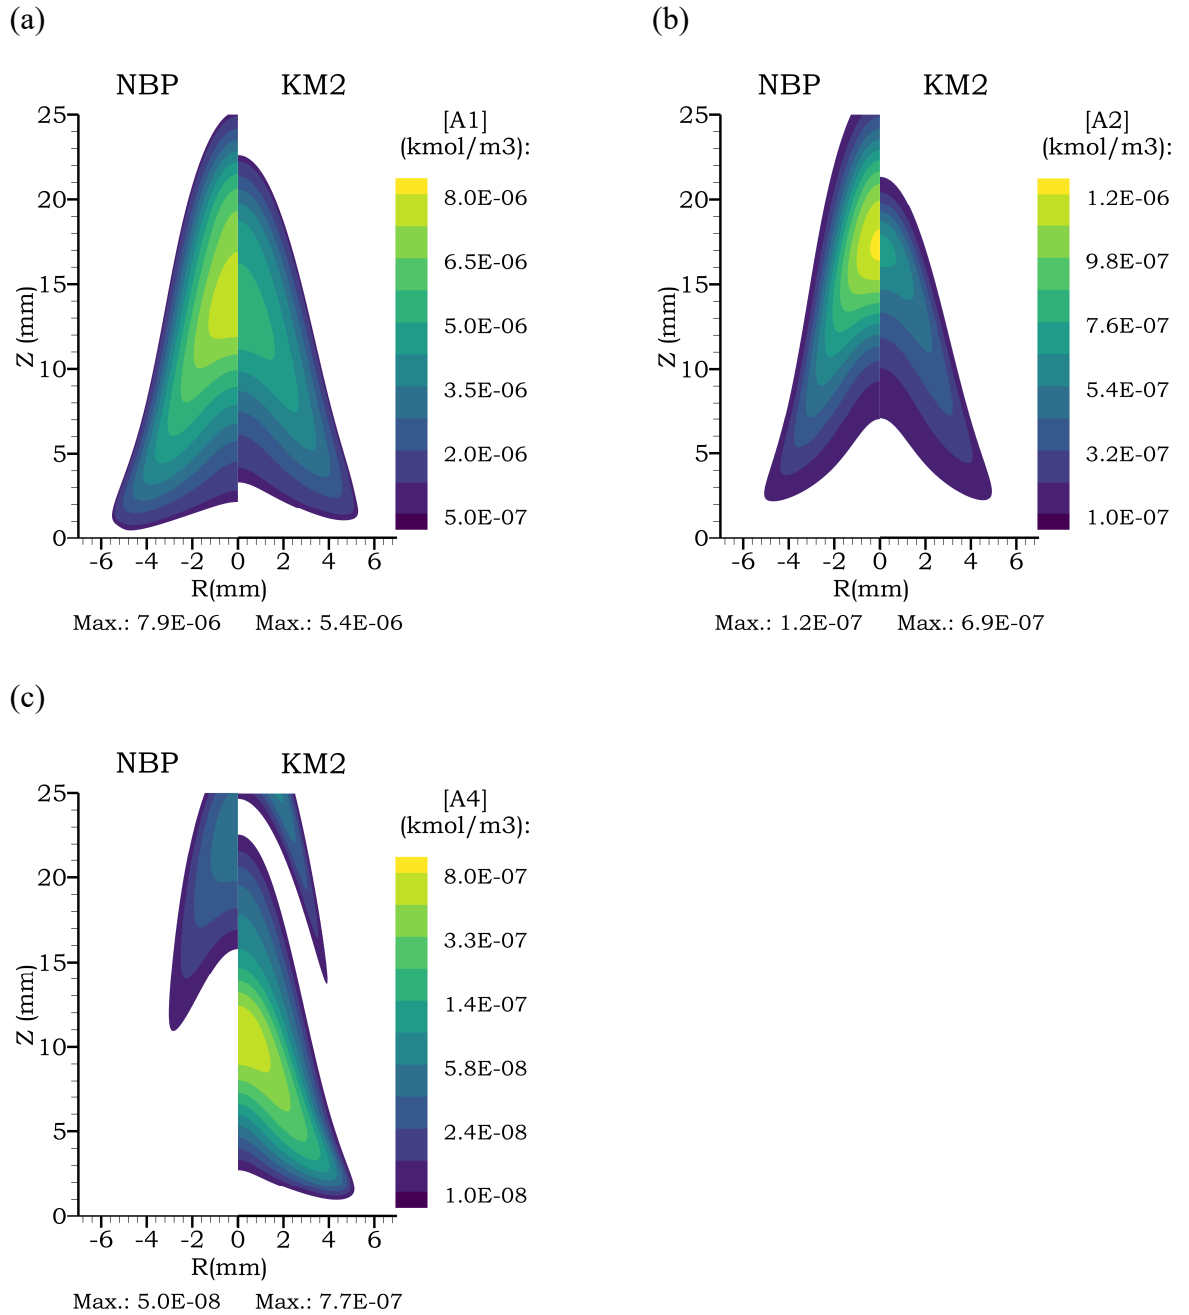 (a)
NBP KM2
[A1]
(kmol/m3):
25
20
15
10
5
0
Z (mm)
8.0E-06
6.5E-06
5.0E-06
3.5E-06
2.0E-06
5.0E-07
-6 -4 -2 0 2 4 6
R(mm)
Max.: 7.9E-06 Max.: 5.4E-06
(b)
NBP KM2
[A2]
(kmol/m3):
25
20
15
10
5
0
Z (mm)
1.2E-06
9.8E-07
7.6E-07
5.4E-07
3.2E-07
1.0E-07
-6 -4 -2 0 2 4 6
R(mm)
Max.: 1.2E-07 Max.: 6.9E-07
(c)
NBP KM2
[A4]
(kmol/m3):
25
20
15
10
5
0
Z (mm)
8.0E-07
3.3E-07
1.4E-07
5.8E-08
2.4E-08
1.0E-08
-6 -4 -2 0 2 4 6
R(mm)
Max.: 5.0E-08 Max.: 7.7E-07